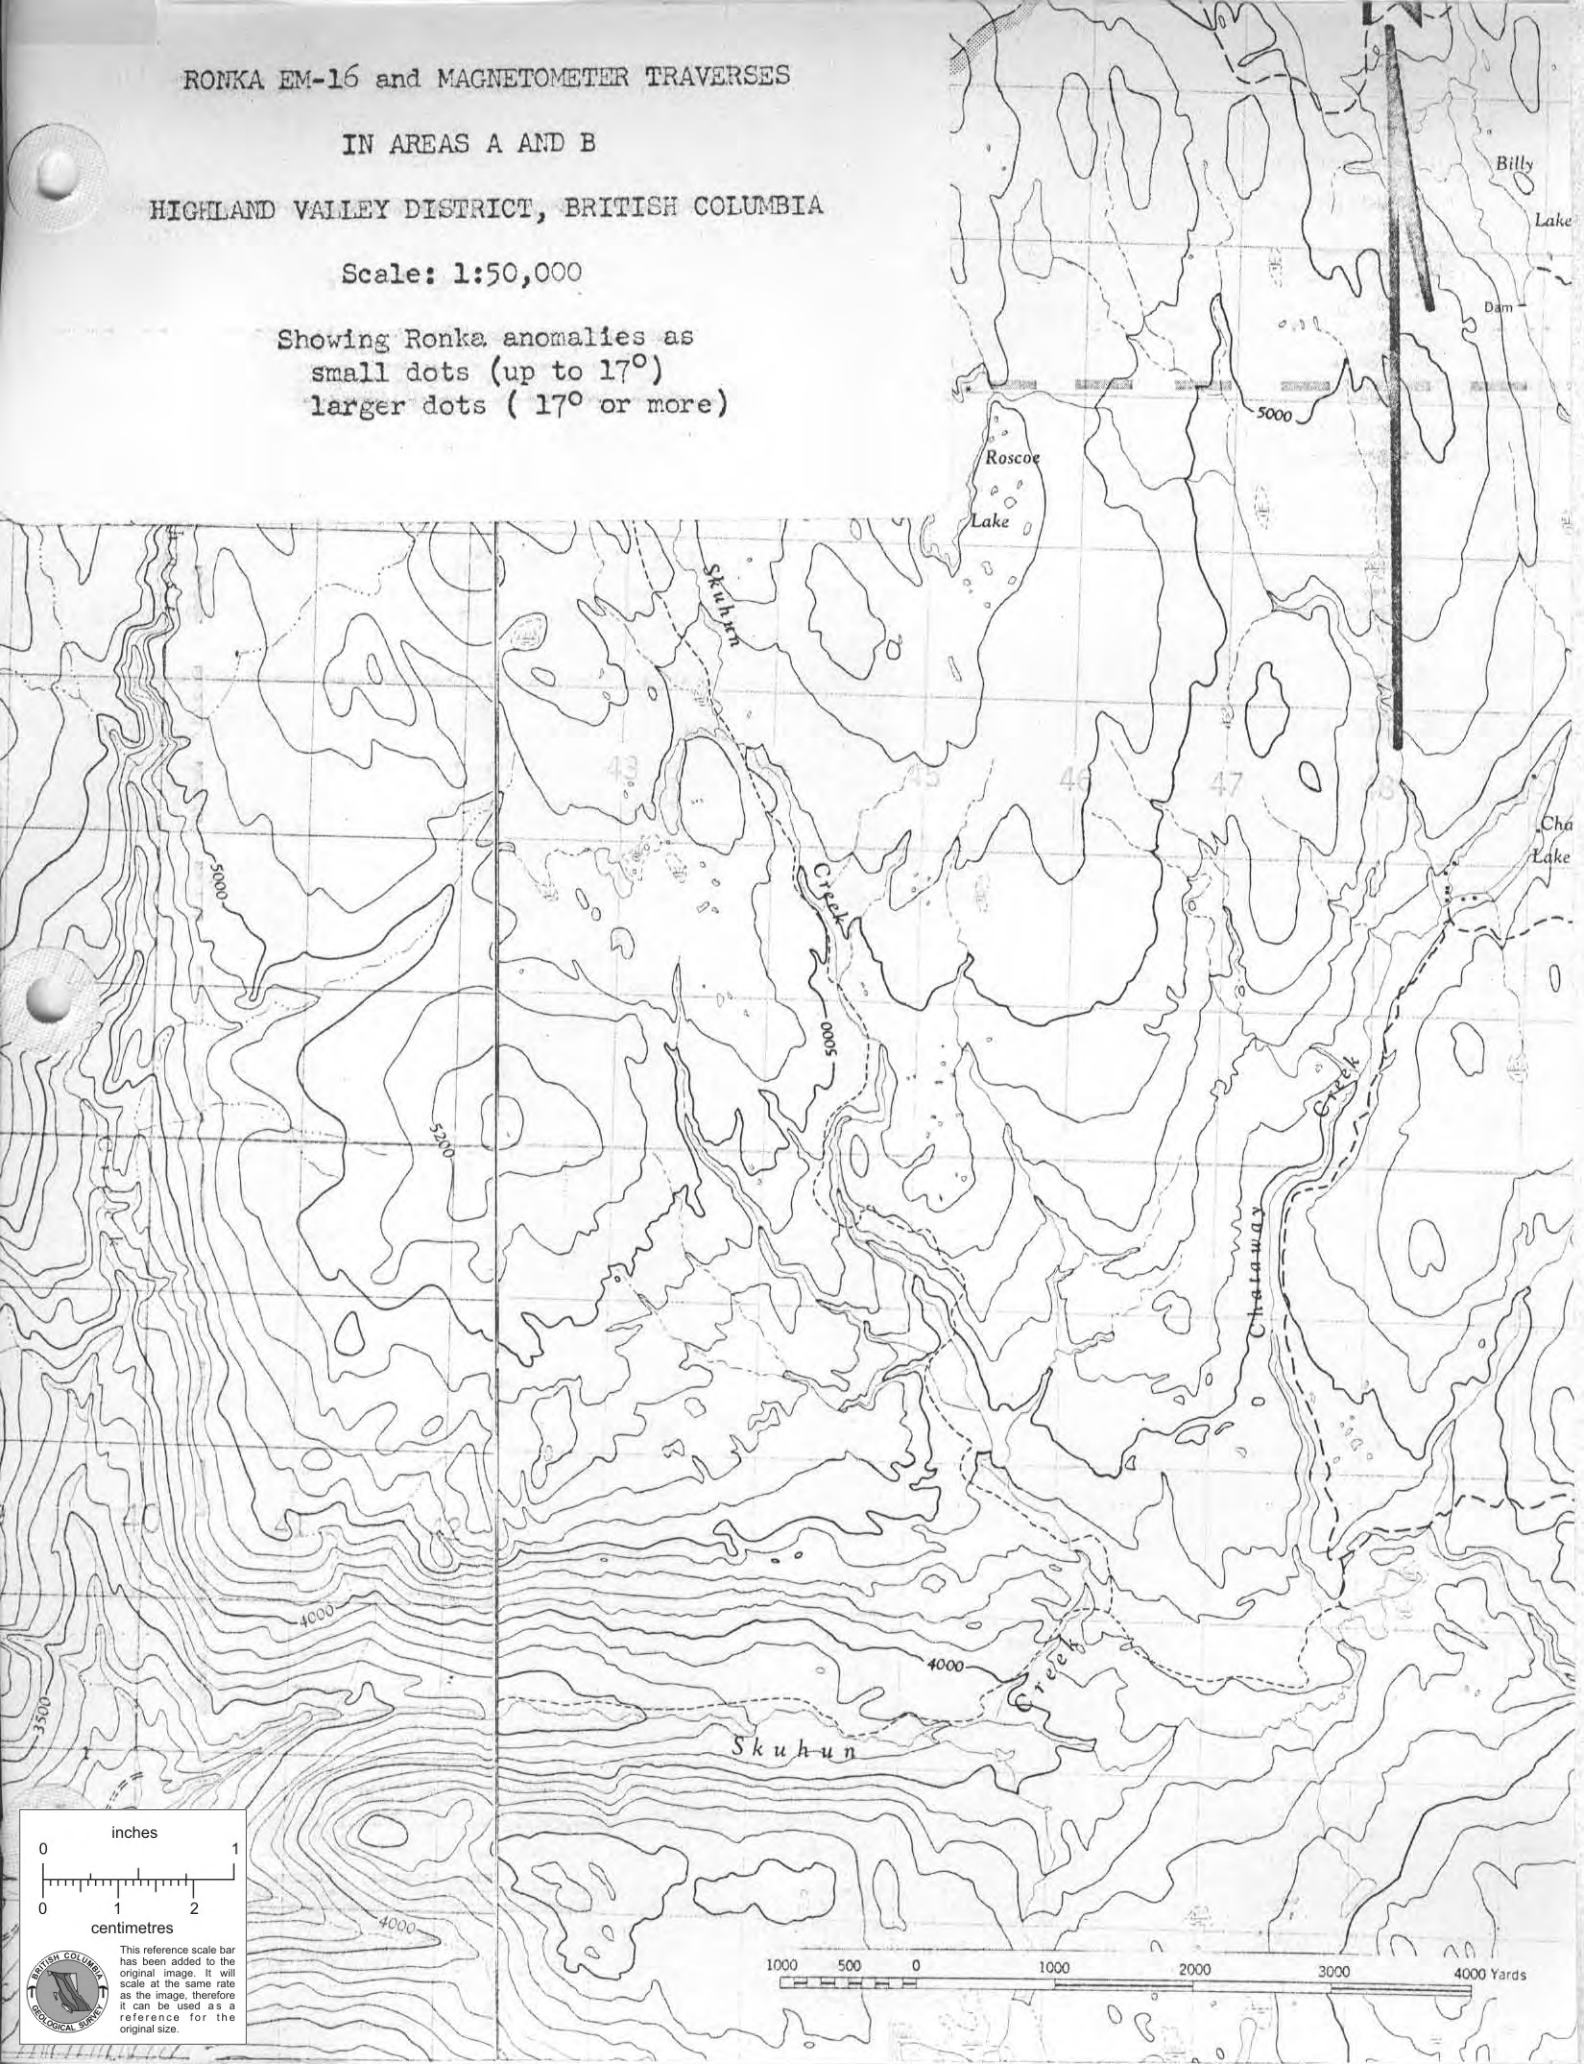 RONKA EM-16 and MAGNETOMETER TRAVERSES
IN AREAS A AND B
HIGHLAND VALLEY DISTRICT, BRITISH COLUMBIA
Scale: 1:50,000
Showing Ronka anomalies as
small dots (up to 17°)
larger dots ( 17° or more)
N
Billy
Lake
Dam
5000
Roscoe
Lake
Skuhun
43
45
46
47
Cha
Lake
5000
Creek
5000
Creek
5200
Chataway
4000
4000
Creek
3500
Skuhun
4000
1000 500 0 1000 2000 3000 4000 Yards
inches
0 1
0 1 2
centimetres
This reference scale bar
has been added to the
original image. It will
scale at the same rate
as the image, therefore
it can be used as a
reference for the
original size.
BRITISH COLUMBIA
GEOLOGICAL SURVEY